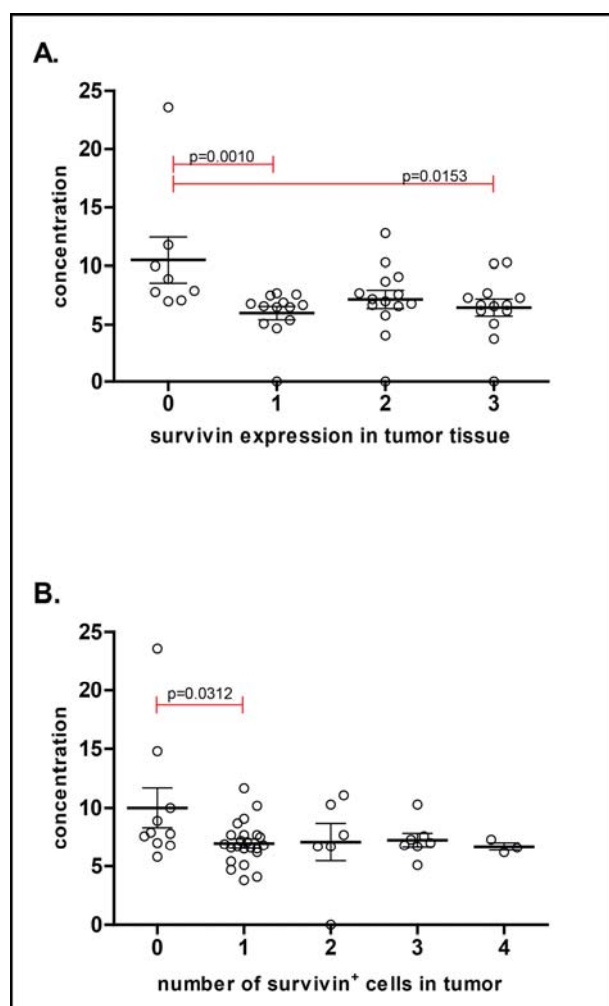 A.
25
20
15
10
5
0
concentration
p=0.0010
p=0.0153
0 1 2 3
survivin expression in tumor tissue
B.
25
20
15
10
5
0
concentration
p=0.0312
0 1 2 3 4
number of survivin⁺ cells in tumor